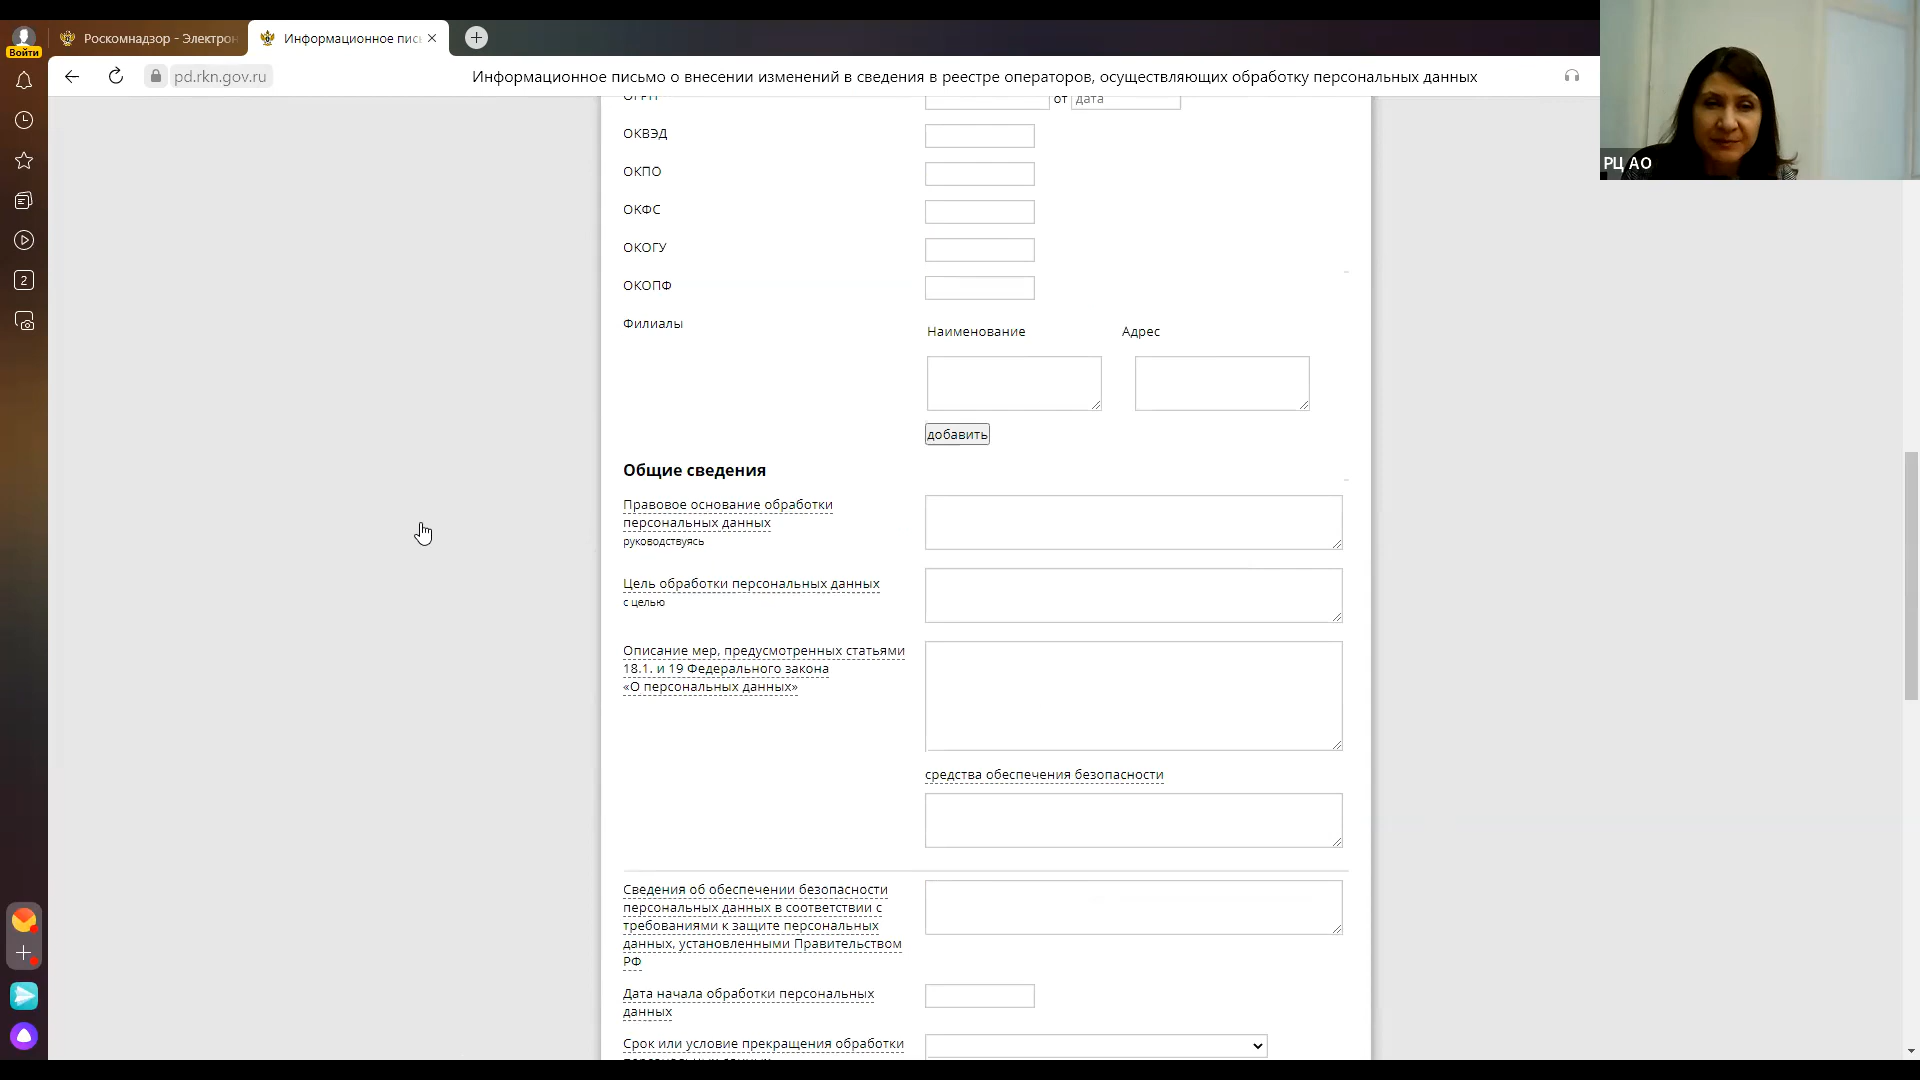 Роскомнадзор - Электрон
Информационное пис
Войти
pd.rkn.gov.ru
Информационное письмо о внесении изменений в сведения в реестре операторов, осуществляющих обработку персональных данных
РЦ АО
2
от дата
ОКВЭД
ОКПО
ОКФС
ОКОГУ
ОКОПФ
Филиалы
Наименование
Адрес
добавить
Общие сведения
Правовое основание обработки
персональных данных
руководствуясь
Цель обработки персональных данных
с целью
Описание мер, предусмотренных статьями
18.1. и 19 Федерального закона
«О персональных данных»
средства обеспечения безопасности
Сведения об обеспечении безопасности
персональных данных в соответствии с
требованиями к защите персональных
данных, установленными Правительством
РФ
Дата начала обработки персональных
данных
Срок или условие прекращения обработки